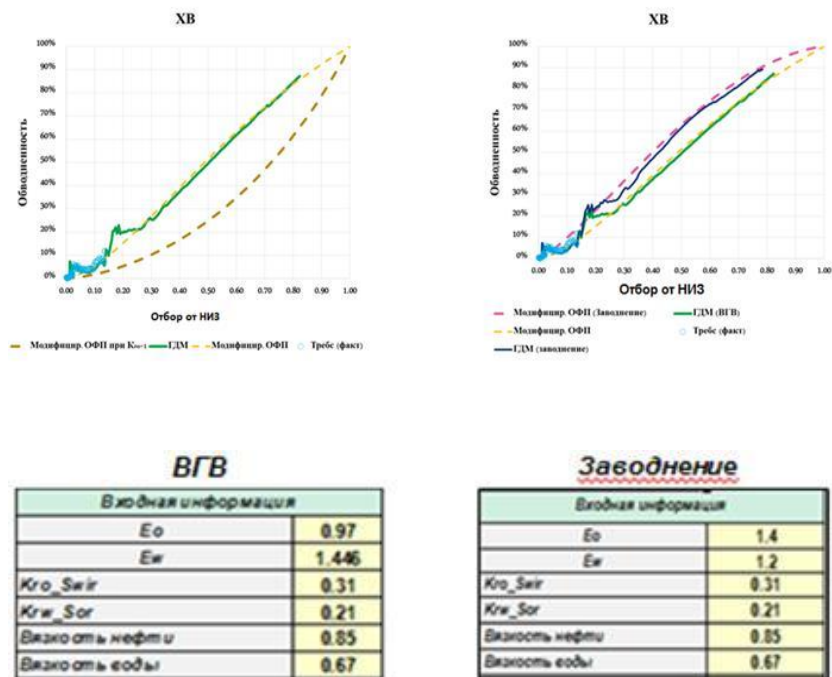 ХВ
100%
90%
80%
70%
60%
50%
40%
30%
20%
10%
0%
Обводненность
0.00 0.10 0.20 0.30 0.40 0.50 0.60 0.70 0.80 0.90 1.00
Отбор от НИЗ
Модифицир. ОФП при ГДМ Модифицир. ОФП Требс (факт)
ХВ
100%
90%
80%
70%
60%
50%
40%
30%
20%
10%
0%
Обводненность
0.00 0.10 0.20 0.30 0.40 0.50 0.60 0.70 0.80 0.90 1.00
Отбор от НИЗ
Модифицир. ОФП (Заводнение) ГДМ (ВГВ)
Модифицир. ОФП Требс (факт)
ГДМ (заводнение)
ВГВ
Входная информация
Eo 0.97
Ew 1.446
Kro_Swir 0.31
Krw_Sor 0.21
Вязкость нефти 0.85
Вязкость воды 0.67
Заводнение
Входная информация
Eo 1.4
Ew 1.2
Kro_Swir 0.31
Krw_Sor 0.21
Вязкость нефти 0.85
Вязкость воды 0.67